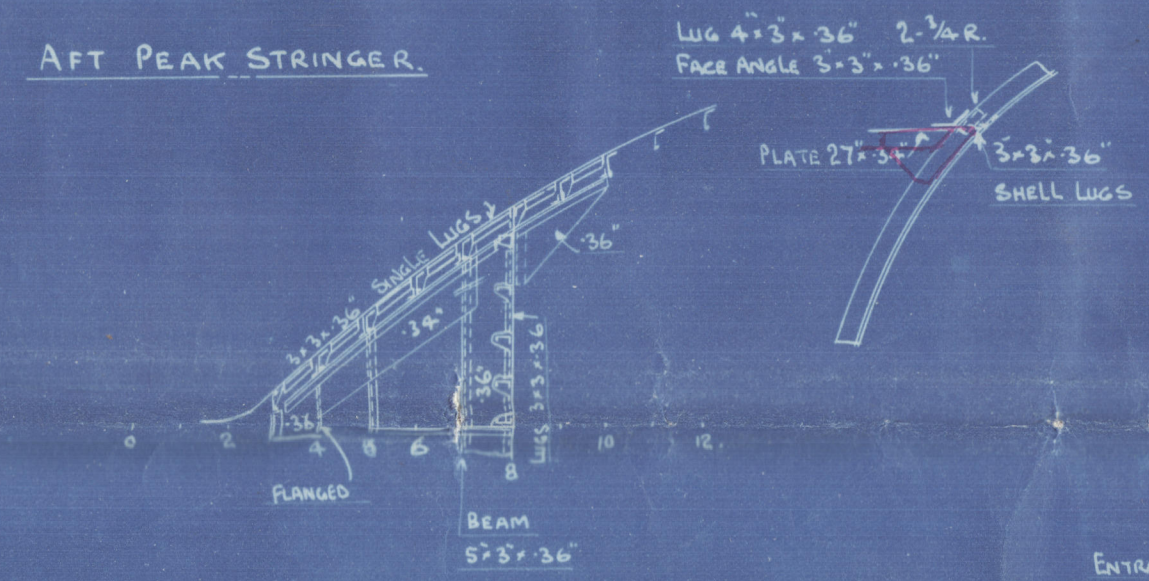 AFT PEAK STRINGER.
LUG 4" × 3" × .36" 2-3/4 R.
FACE ANGLE 3" × 3" × .36"
PLATE 27" × .34"
3" × 3" × .36"
SHELL LUGS
SINGLE LUGS
3" × 3" × .36"
.34"
.36"
.36"
LUGS 3 × 3 × .36
.36
0 2 4 6 8 10 12.
FLANGED
BEAM
5" × 3" × .36"
ENTRA